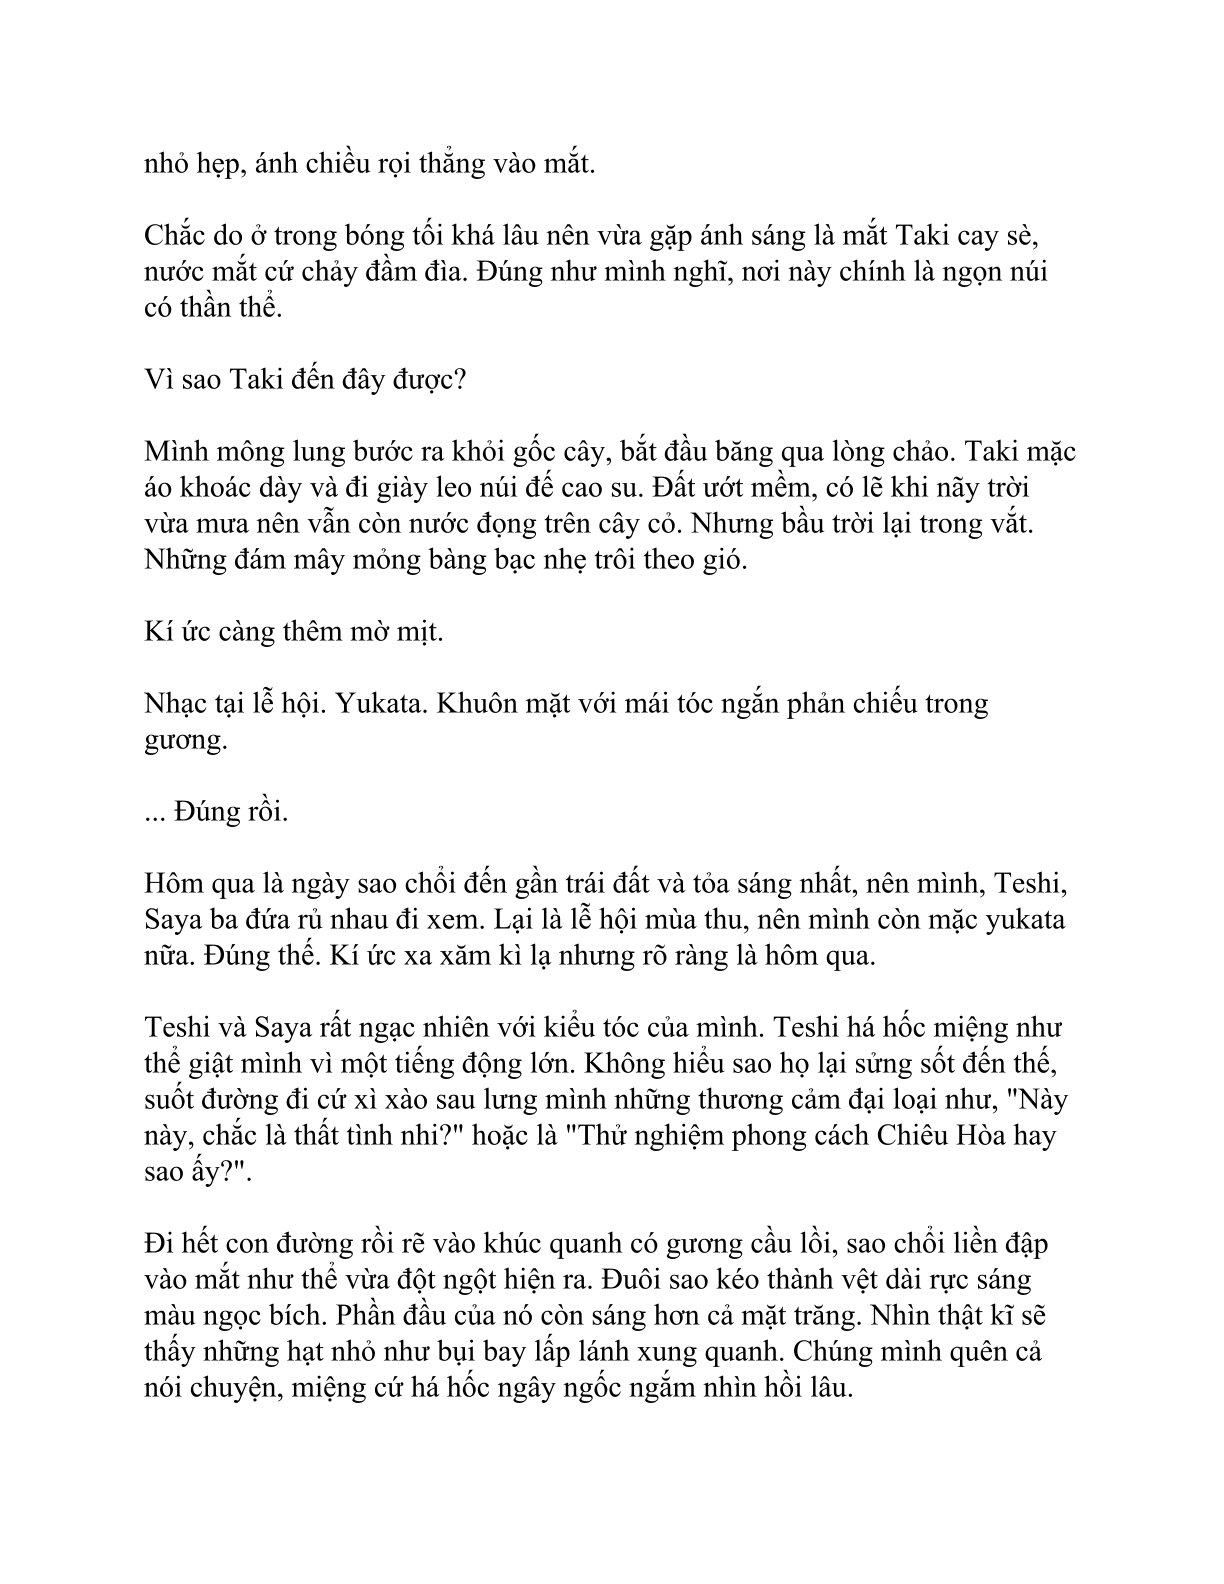 nhỏ hẹp, ánh chiều rọi thẳng vào mắt.
Chắc do ở trong bóng tối khá lâu nên vừa gặp ánh sáng là mắt Taki cay sè,
nước mắt cứ chảy đầm đìa. Đúng như mình nghĩ, nơi này chính là ngọn núi
có thần thể.
Vì sao Taki đến đây được?
Mình mông lung bước ra khỏi gốc cây, bắt đầu băng qua lòng chảo. Taki mặc
áo khoác dày và đi giày leo núi đế cao su. Đất ướt mềm, có lẽ khi nãy trời
vừa mưa nên vẫn còn nước đọng trên cây cỏ. Nhưng bầu trời lại trong vắt.
Những đám mây mỏng bàng bạc nhẹ trôi theo gió.
Kí ức càng thêm mờ mịt.
Nhạc tại lễ hội. Yukata. Khuôn mặt với mái tóc ngắn phản chiếu trong
gương.
... Đúng rồi.
Hôm qua là ngày sao chổi đến gần trái đất và tỏa sáng nhất, nên mình, Teshi,
Saya ba đứa rủ nhau đi xem. Lại là lễ hội mùa thu, nên mình còn mặc yukata
nữa. Đúng thế. Kí ức xa xăm kì lạ nhưng rõ ràng là hôm qua.
Teshi và Saya rất ngạc nhiên với kiểu tóc của mình. Teshi há hốc miệng như
thể giật mình vì một tiếng động lớn. Không hiểu sao họ lại sửng sốt đến thế,
suốt đường đi cứ xì xào sau lưng mình những thương cảm đại loại như, "Này
này, chắc là thất tình nhi?" hoặc là "Thử nghiệm phong cách Chiêu Hòa hay
sao ấy?".
Đi hết con đường rồi rẽ vào khúc quanh có gương cầu lồi, sao chổi liền đập
vào mắt như thể vừa đột ngột hiện ra. Đuôi sao kéo thành vệt dài rực sáng
màu ngọc bích. Phần đầu của nó còn sáng hơn cả mặt trăng. Nhìn thật kĩ sẽ
thấy những hạt nhỏ như bụi bay lấp lánh xung quanh. Chúng mình quên cả
nói chuyện, miệng cứ há hốc ngây ngốc ngắm nhìn hồi lâu.